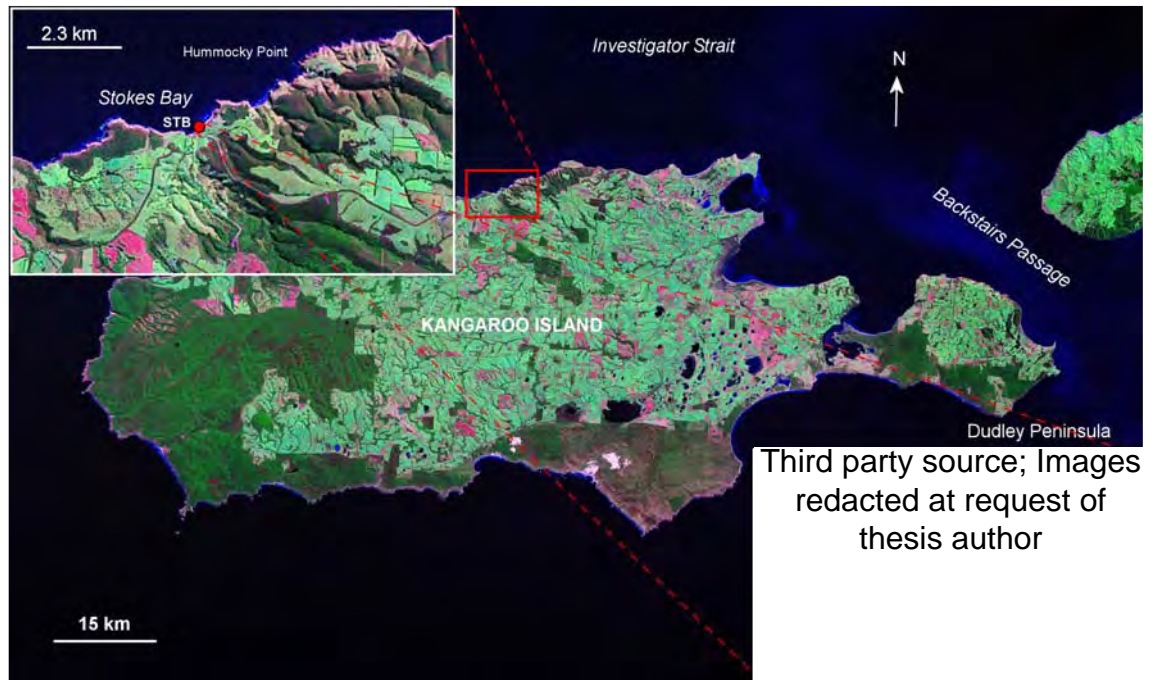 2.3 km
Hummocky Point
Stokes Bay
STB
Investigator Strait
N
Backstairs Passage
KANGAROO ISLAND
Dudley Peninsula
15 km
Third party source; Images
redacted at request of
thesis author